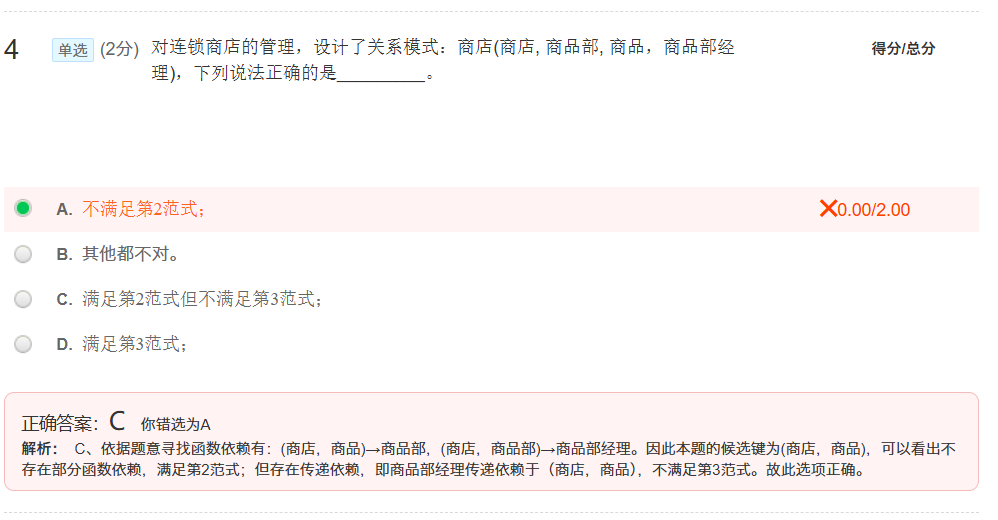 4 单选 (2分) 对连锁商店的管理，设计了关系模式：商店(商店, 商品部, 商品，商品部经 得分/总分
理)，下列说法正确的是__________。
A. 不满足第2范式； ×0.00/2.00
B. 其他都不对。
C. 满足第2范式但不满足第3范式；
D. 满足第3范式；
正确答案：C 你错选为A
解析： C、依据题意寻找函数依赖有：(商店，商品)→商品部，(商店，商品部)→商品部经理。因此本题的候选键为(商店，商品)，可以看出不
存在部分函数依赖，满足第2范式；但存在传递依赖，即商品部经理传递依赖于（商店，商品），不满足第3范式。故此选项正确。